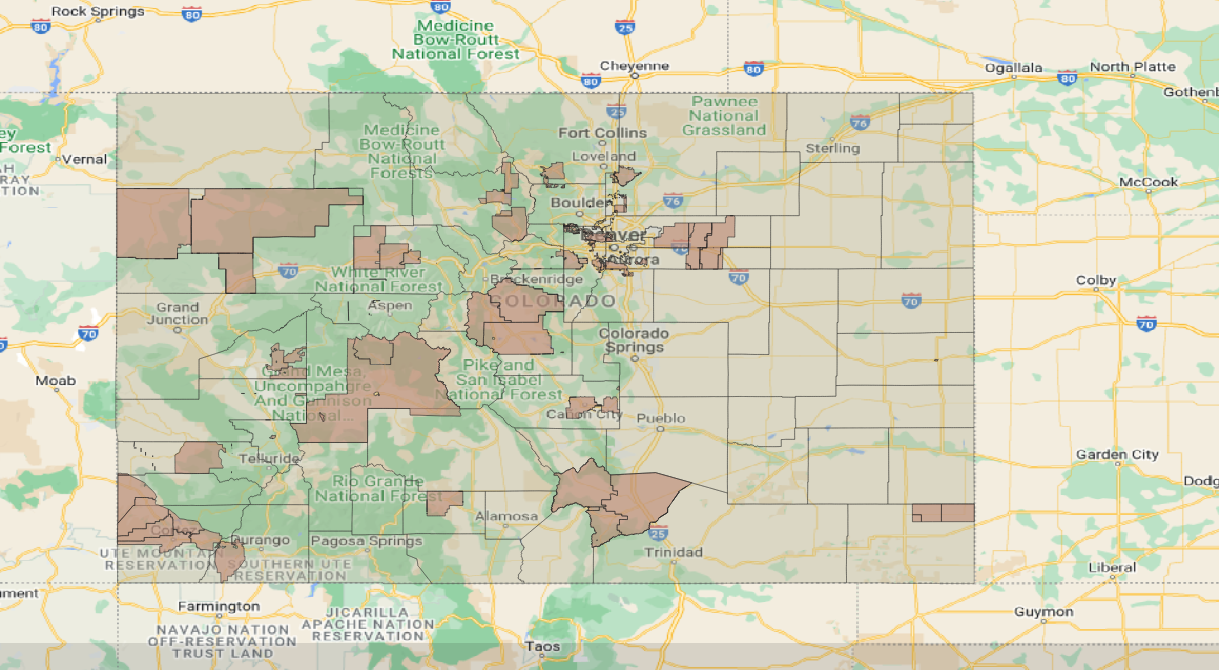 Rock Springs
80
80
80
25
Medicine
Bow-Routt
National Forest
Cheyenne
80
80
Ogallala
80
North Platte
Gothenb
ey
Forest
Vernal
AH
RAY
TION
Medicine
Bow-Routt
National
Forests
25
Fort Collins
Loveland
Pawnee
National
Grassland
76
Sterling
McCook
Boulder
76
Denver
Aurora
70
70
White River
National Forest
Breckenridge
70
70
Colby
Grand
Junction
Aspen
COLORADO
70
70
Moab
Colorado
Springs
Grand Mesa,
Uncompahgre
And Gunnison
National...
Pike and
San Isabel
National Forest
Cañon City
Pueblo
Telluride
Garden City
Dodg
Rio Grande
National Forest
Alamosa
Cortez
Durango
Pagosa Springs
25
Trinidad
UTE MOUNTAIN
RESERVATION
SOUTHERN UTE
RESERVATION
Liberal
ument
Farmington
JICARILLA
APACHE NATION
RESERVATION
Guymon
NAVAJO NATION
OFF-RESERVATION
TRUST LAND
Taos